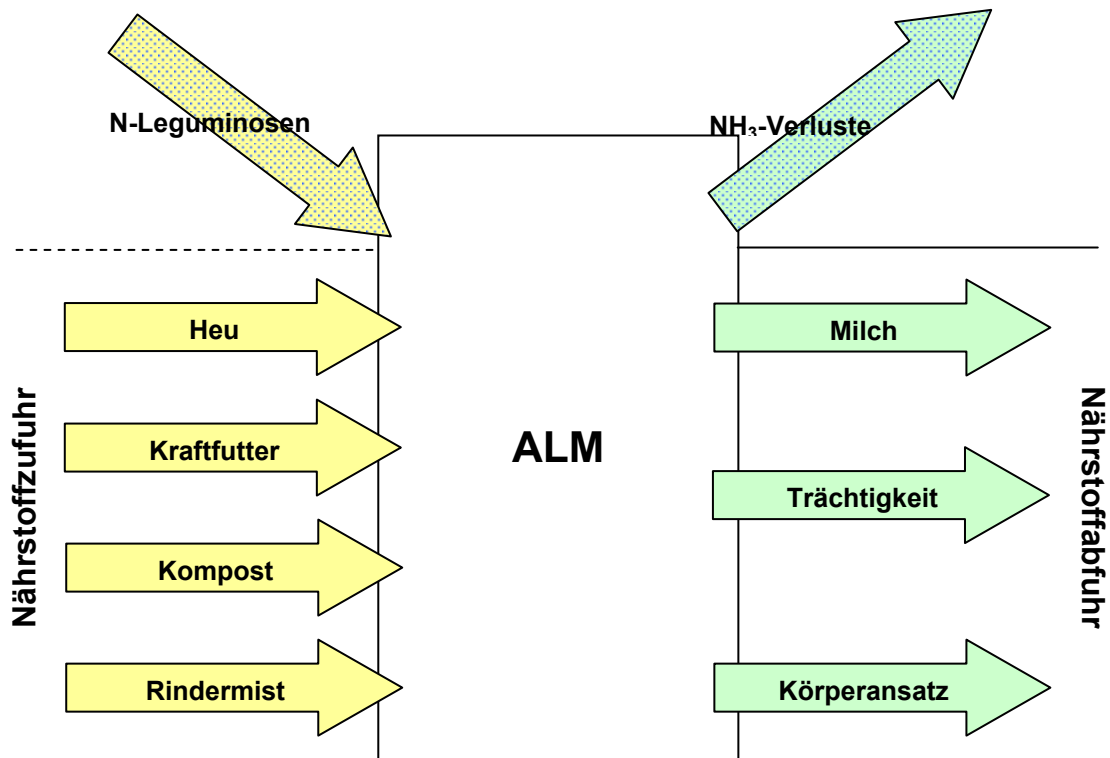 N-Leguminosen
NH₃-Verluste
Heu
Milch
Kraftfutter
ALM
Trächtigkeit
Kompost
Rindermist
Körperansatz
Nährstoffzufuhr
Nährstoffabfuhr